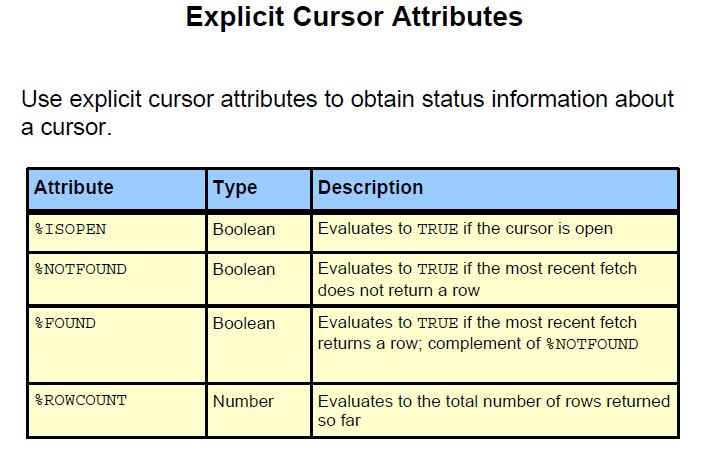 Explicit Cursor Attributes
Use explicit cursor attributes to obtain status information about
a cursor.
Attribute Type Description
%ISOPEN Boolean Evaluates to TRUE if the cursor is open
%NOTFOUND Boolean Evaluates to TRUE if the most recent fetch
does not return a row
%FOUND Boolean Evaluates to TRUE if the most recent fetch
returns a row; complement of %NOTFOUND
%ROWCOUNT Number Evaluates to the total number of rows returned
so far